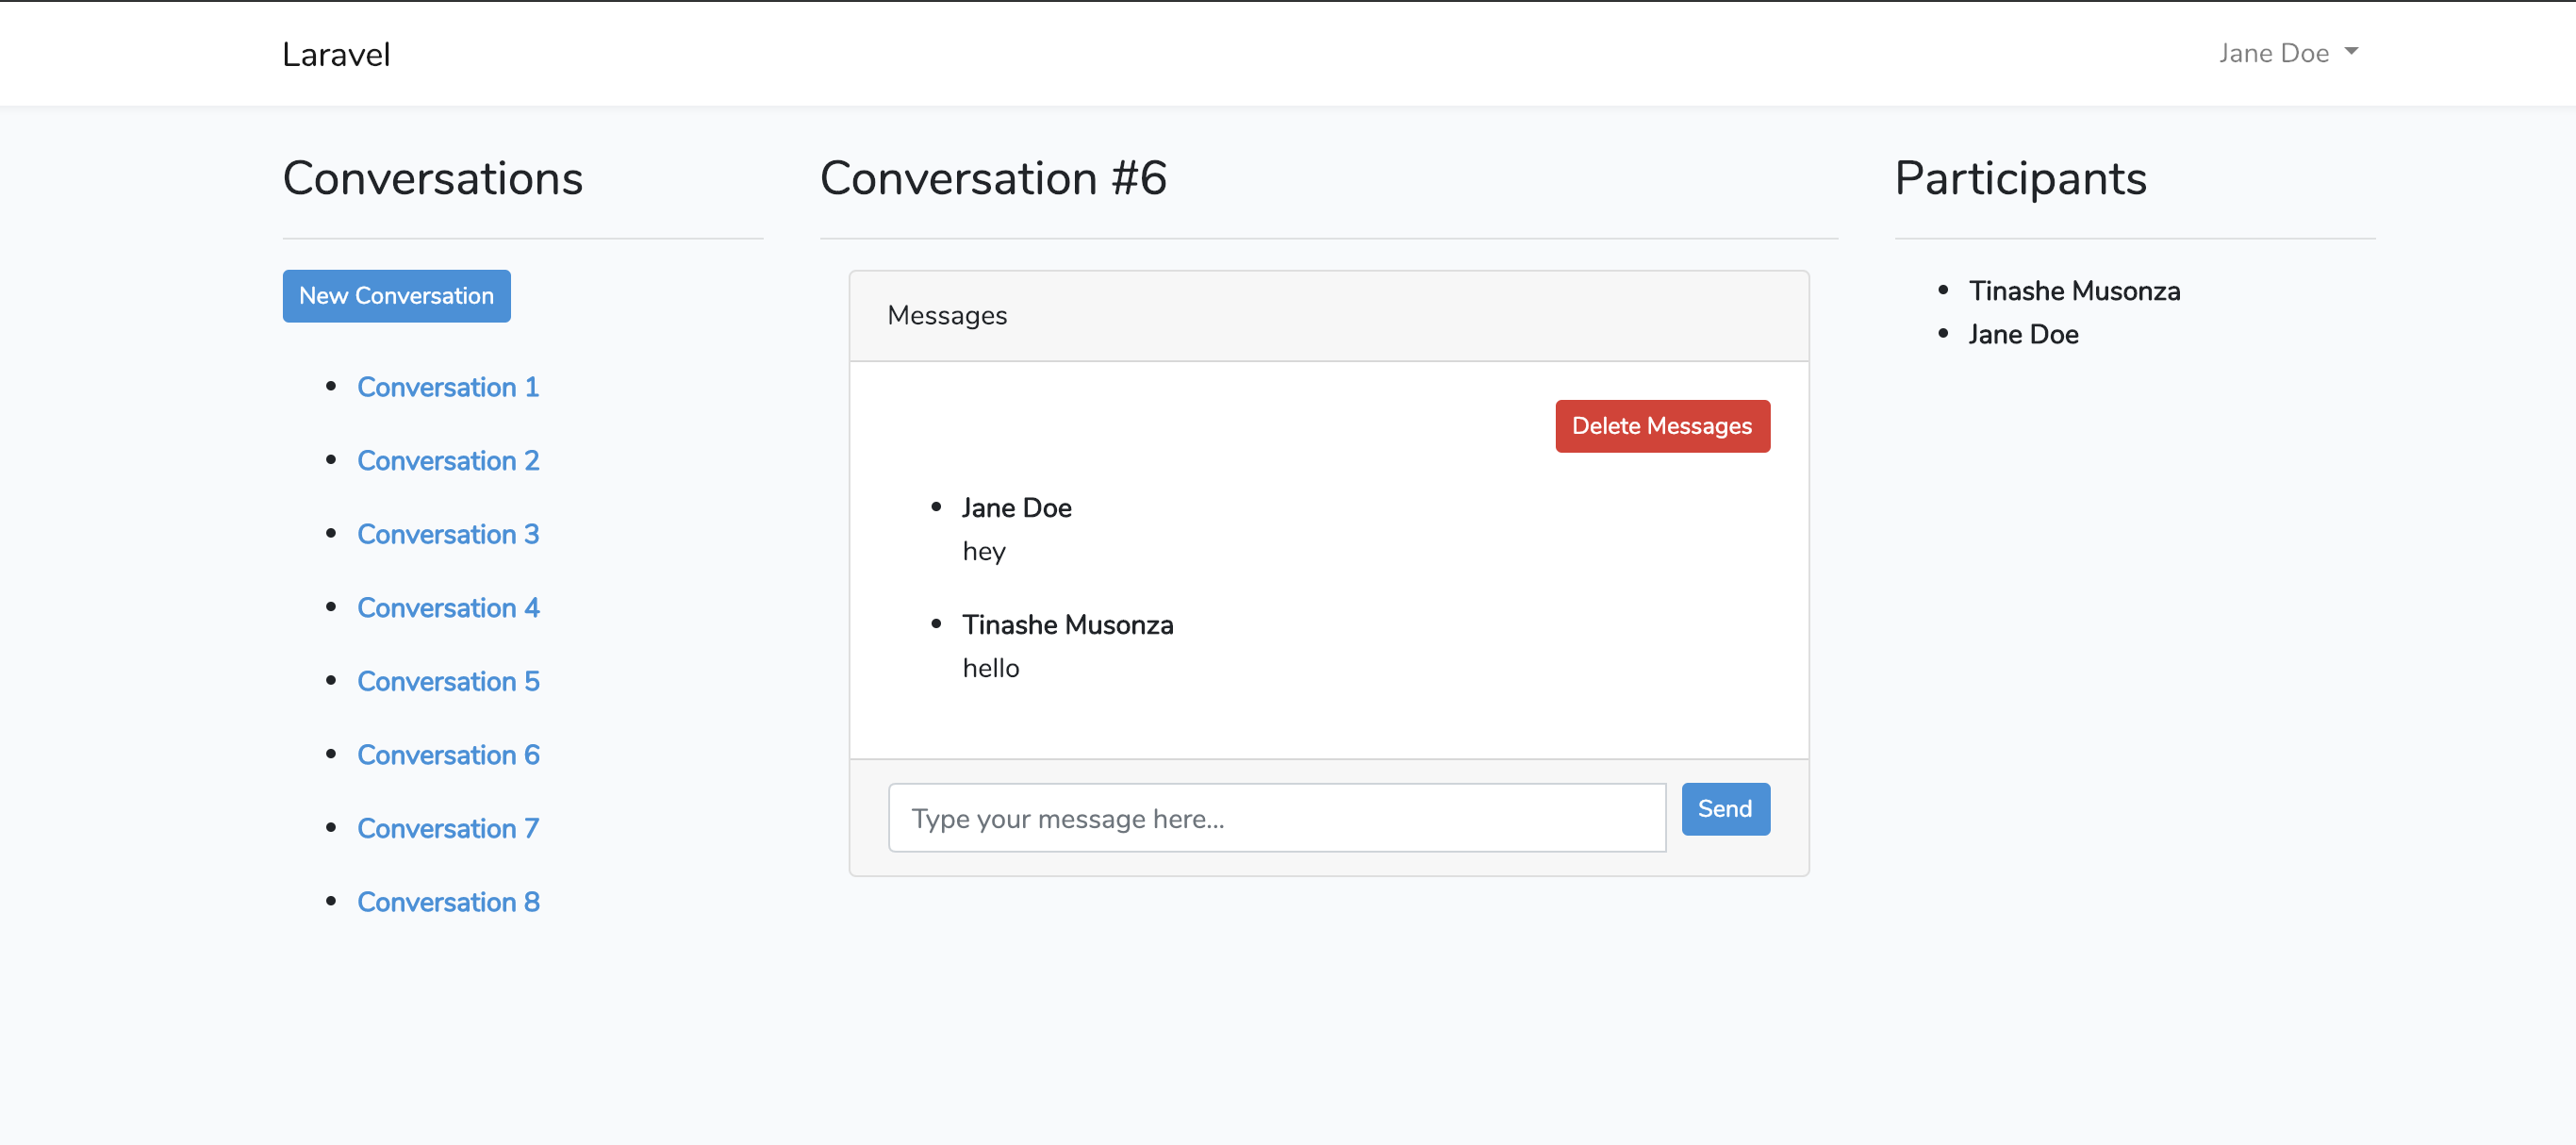 Laravel
Jane Doe
Conversations
New Conversation
Conversation 1
Conversation 2
Conversation 3
Conversation 4
Conversation 5
Conversation 6
Conversation 7
Conversation 8
Conversation #6
Messages
Delete Messages
Jane Doe
hey
Tinashe Musonza
hello
Type your message here...
Send
Participants
Tinashe Musonza
Jane Doe